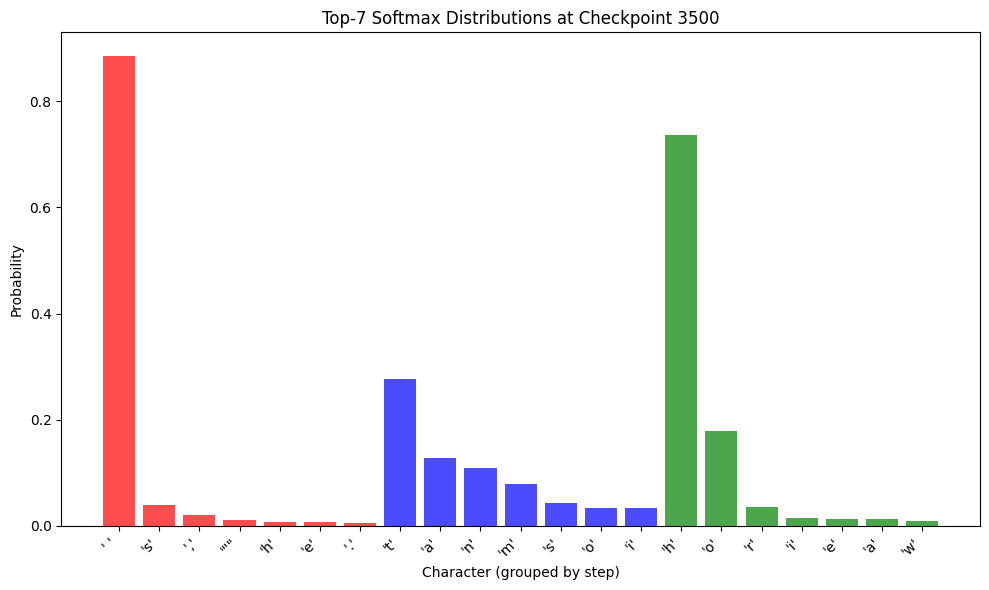 Top-7 Softmax Distributions at Checkpoint 3500
Probability
0.8
0.6
0.4
0.2
0.0
' ' 's' ',' "'" 'h' 'e' '.' 't' 'a' 'n' 'm' 's' 'o' 'i' 'h' 'o' 'r' 'i' 'e' 'a' 'w'
Character (grouped by step)